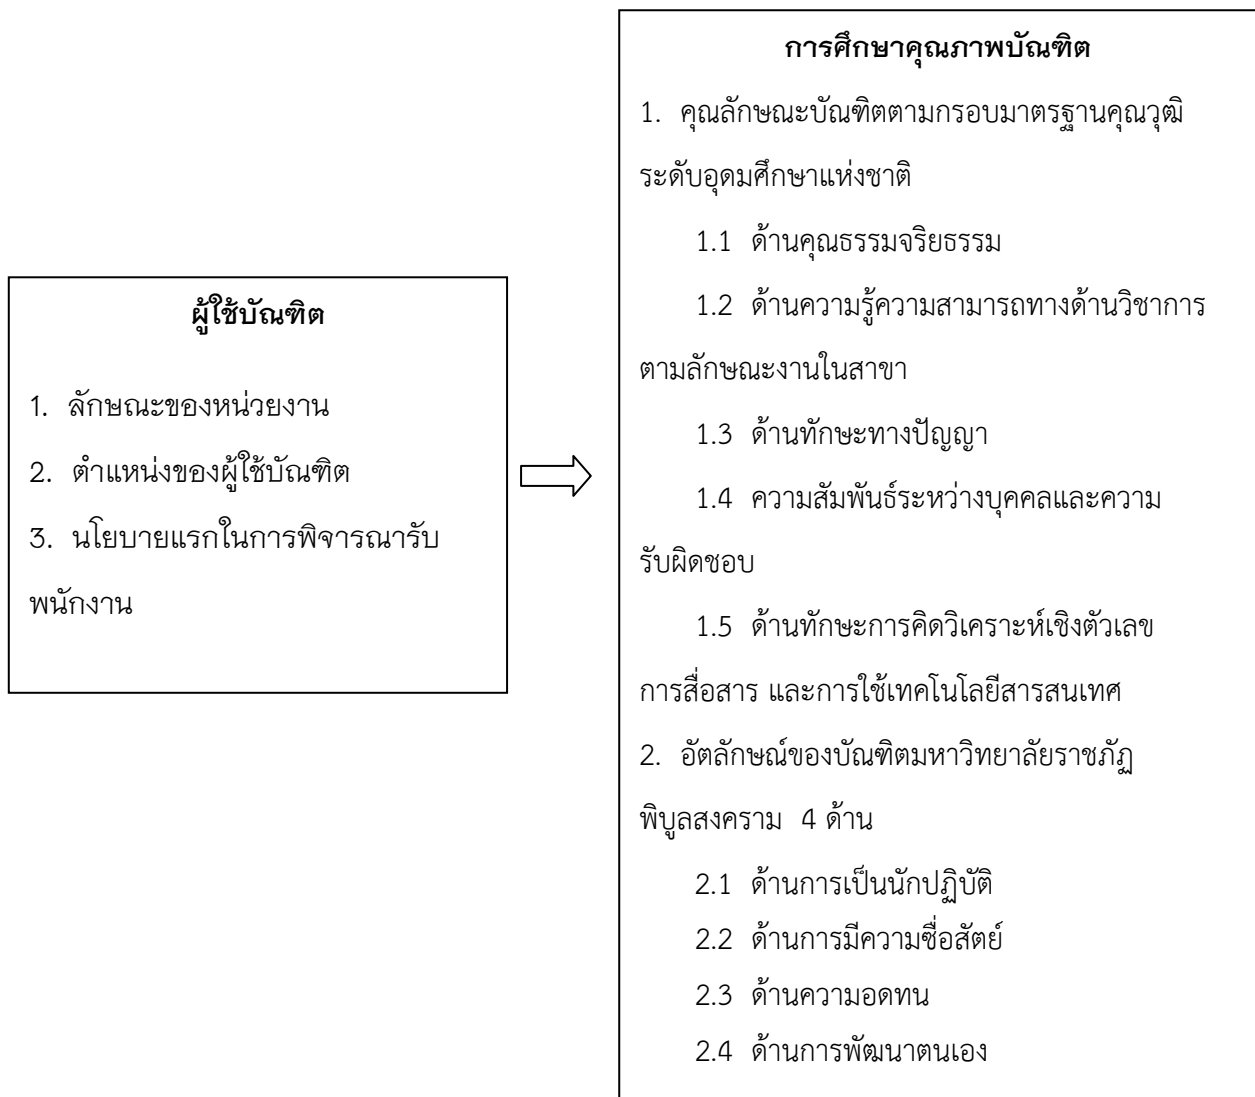 ผู้ใช้บัณฑิต
1. ลักษณะของหน่วยงาน
2. ตำแหน่งของผู้ใช้บัณฑิต
3. นโยบายแรกในการพิจารณารับ
พนักงาน
การศึกษาคุณภาพบัณฑิต
1. คุณลักษณะบัณฑิตตามกรอบมาตรฐานคุณวุฒิ
ระดับอุดมศึกษาแห่งชาติ
1.1 ด้านคุณธรรมจริยธรรม
1.2 ด้านความรู้ความสามารถทางด้านวิชาการ
ตามลักษณะงานในสาขา
1.3 ด้านทักษะทางปัญญา
1.4 ความสัมพันธ์ระหว่างบุคคลและความ
รับผิดชอบ
1.5 ด้านทักษะการคิดวิเคราะห์เชิงตัวเลข
การสื่อสาร และการใช้เทคโนโลยีสารสนเทศ
2. อัตลักษณ์ของบัณฑิตมหาวิทยาลัยราชภัฏ
พิบูลสงคราม 4 ด้าน
2.1 ด้านการเป็นนักปฏิบัติ
2.2 ด้านการมีความซื่อสัตย์
2.3 ด้านความอดทน
2.4 ด้านการพัฒนาตนเอง